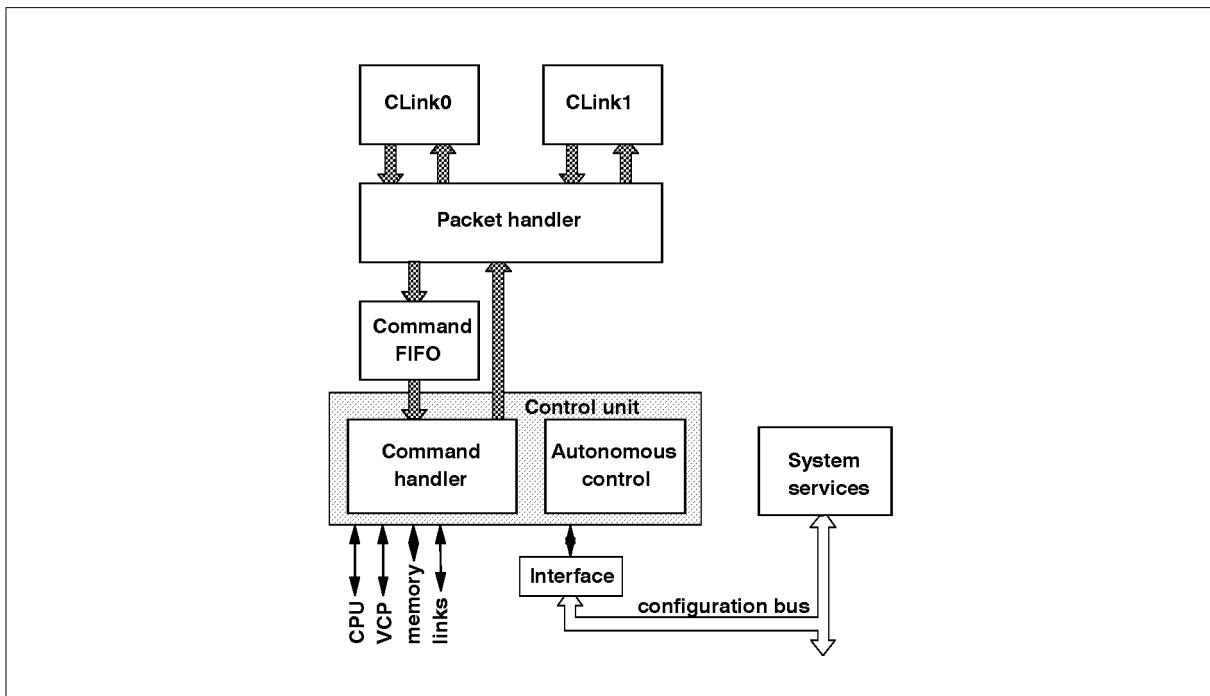 CLink0
CLink1
Packet handler
Command
FIFO
Control unit
Command
handler
Autonomous
control
System
services
Interface
configuration bus
CPU
VCP
memory
links